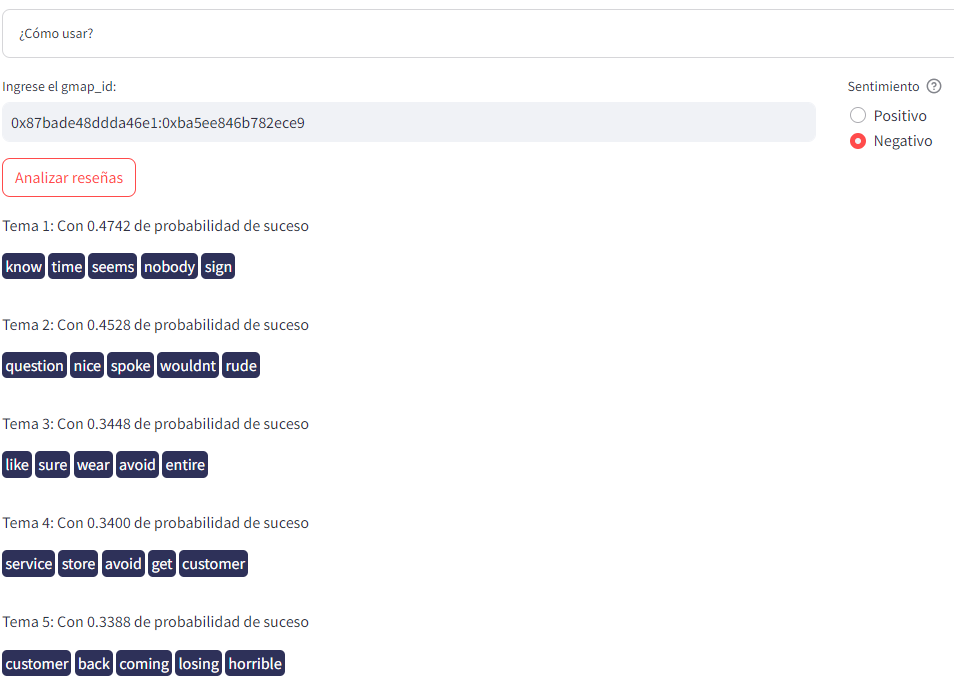 ¿Cómo usar?
Ingrese el gmap_id:
Sentimiento
0x87bade48ddda46e1:0xba5ee846b782ece9
Positivo
Negativo
Analizar reseñas
Tema 1: Con 0.4742 de probabilidad de suceso
know time seems nobody sign
Tema 2: Con 0.4528 de probabilidad de suceso
question nice spoke wouldnt rude
Tema 3: Con 0.3448 de probabilidad de suceso
like sure wear avoid entire
Tema 4: Con 0.3400 de probabilidad de suceso
service store avoid get customer
Tema 5: Con 0.3388 de probabilidad de suceso
customer back coming losing horrible